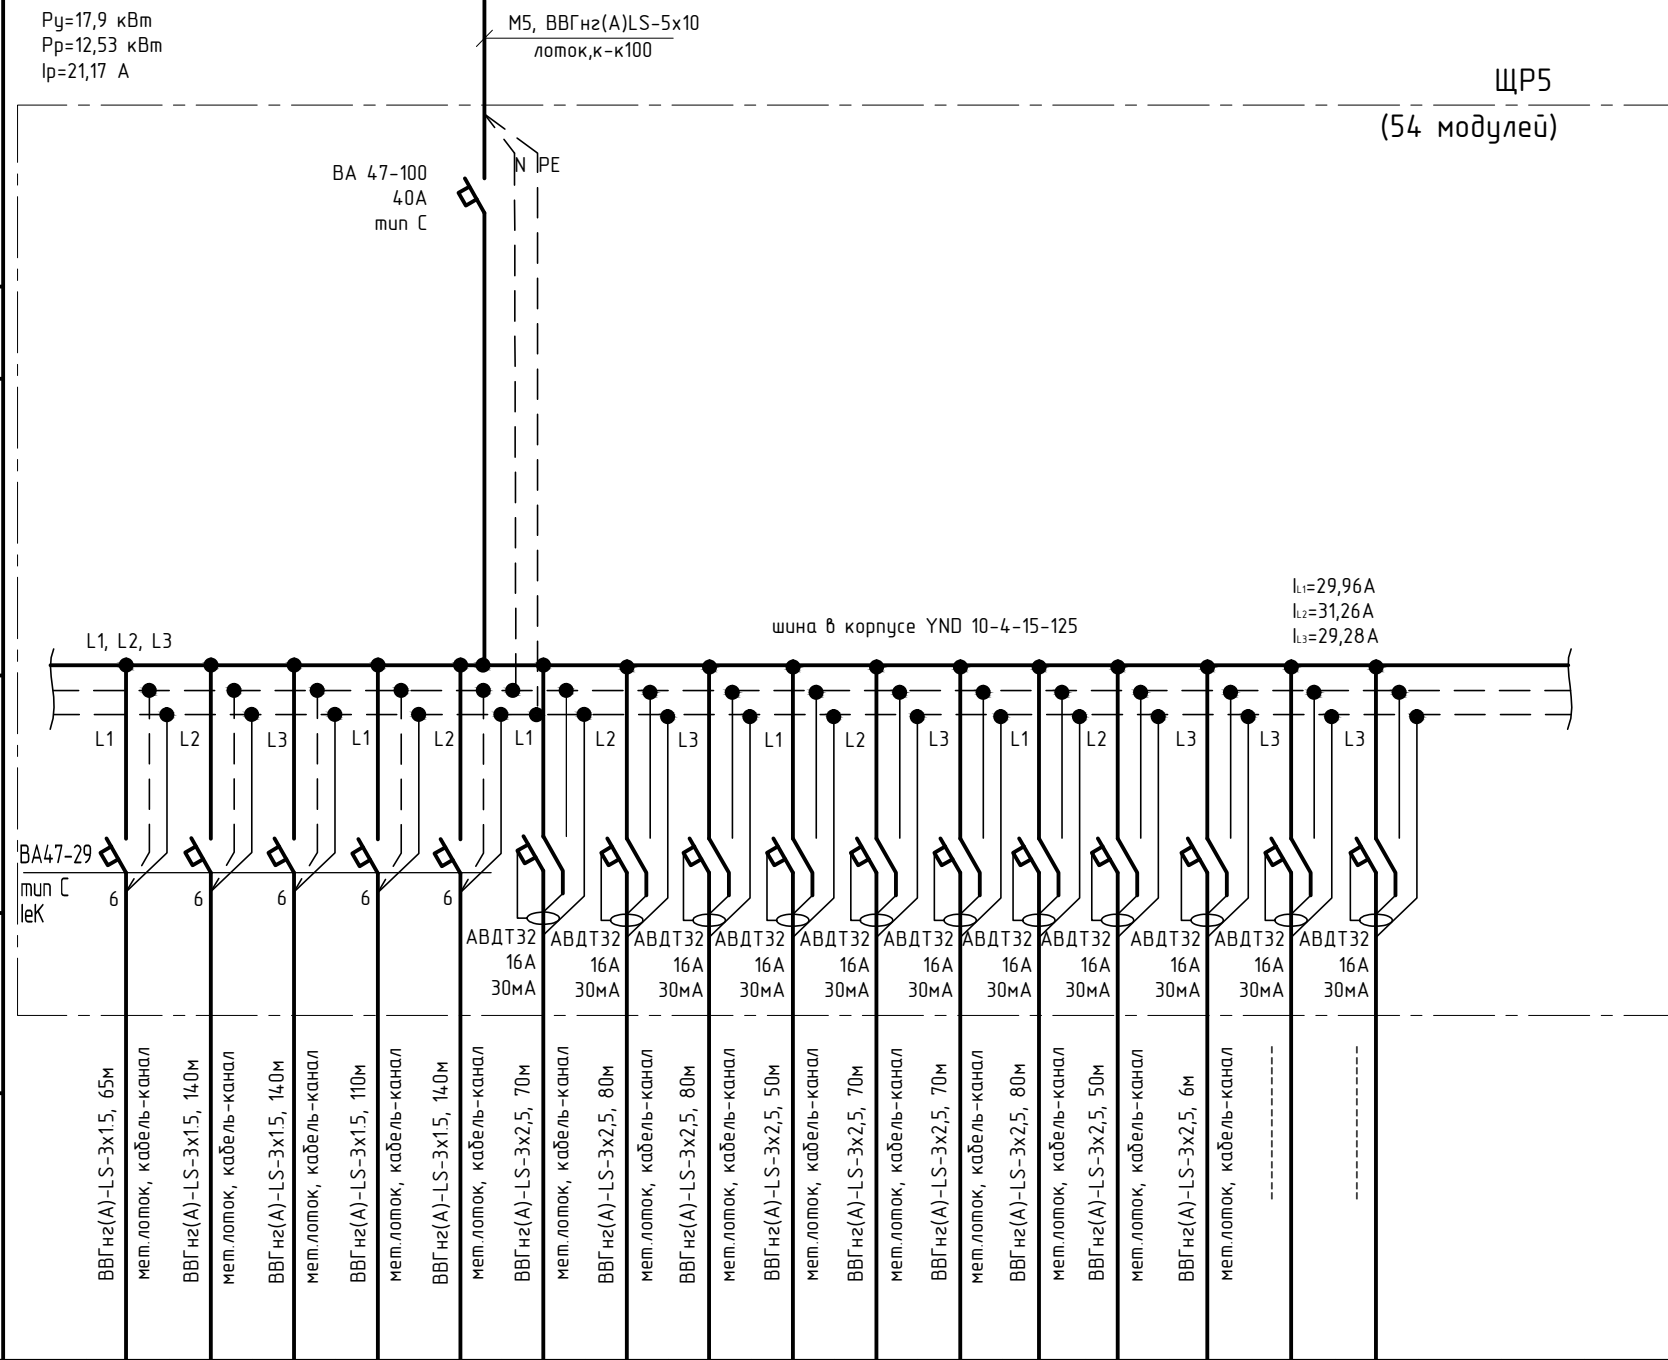 Ру=17,9 кВт
Рр=12,53 кВт
Iр=21,17 А
М5, ВВГнг(А)LS-5х10
лоток,к-к100
ЩР5
(54 модулей)
ВА 47-100
40А
тип С
N PE
шина в корпусе YND 10-4-15-125
IL1=29,96А
IL2=31,26А
IL3=29,28А
L1, L2, L3
L1 L2 L3 L1 L2 L1 L2 L3 L1 L2 L3 L1 L2 L3 L3 L3
ВА47-29
тип С
IeK
6 6 6 6 6
АВДТ32 АВДТ32 АВДТ32 АВДТ32 АВДТ32 АВДТ32 АВДТ32 АВДТ32 АВДТ32 АВДТ32 АВДТ32
16А 16А 16А 16А 16А 16А 16А 16А 16А 16А 16А
30мА 30мА 30мА 30мА 30мА 30мА 30мА 30мА 30мА 30мА 30мА
ВВГнг(А)-LS-3х1.5, 65м
мет.лоток, кабель-канал
ВВГнг(А)-LS-3х1.5, 140м
мет.лоток, кабель-канал
ВВГнг(А)-LS-3х1.5, 140м
мет.лоток, кабель-канал
ВВГнг(А)-LS-3х1.5, 110м
мет.лоток, кабель-канал
ВВГнг(А)-LS-3х1.5, 140м
мет.лоток, кабель-канал
ВВГнг(А)-LS-3х2,5, 70м
мет.лоток, кабель-канал
ВВГнг(А)-LS-3х2,5, 80м
мет.лоток, кабель-канал
ВВГнг(А)-LS-3х2,5, 80м
мет.лоток, кабель-канал
ВВГнг(А)-LS-3х2,5, 50м
мет.лоток, кабель-канал
ВВГнг(А)-LS-3х2,5, 70м
мет.лоток, кабель-канал
ВВГнг(А)-LS-3х2,5, 70м
мет.лоток, кабель-канал
ВВГнг(А)-LS-3х2,5, 80м
мет.лоток, кабель-канал
ВВГнг(А)-LS-3х2,5, 50м
мет.лоток, кабель-канал
ВВГнг(А)-LS-3х2,5, 6м
мет.лоток, кабель-канал